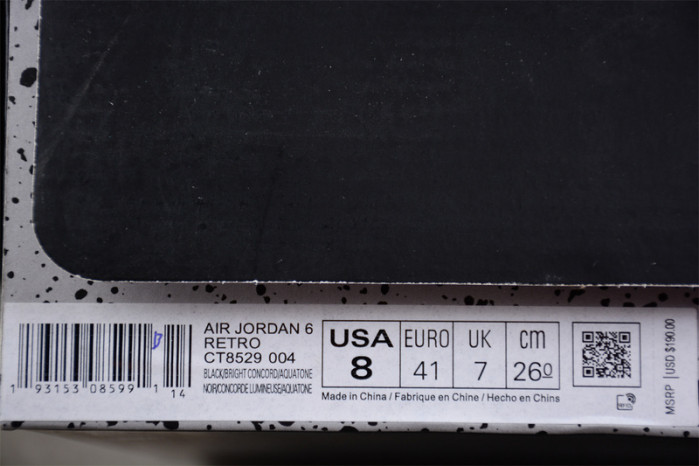 AIR JORDAN 6
RETRO
CT8529 004
BLACK/BRIGHT CONCORD/AQUATONE
NOIR/CONCORDE LUMINEUSE/AQUATONE
1 93153 08599 1 14
USA EURO UK cm
8 41 7 26⁰
Made in China / Fabrique en Chine / Hecho en China
MSRP USD $190.00